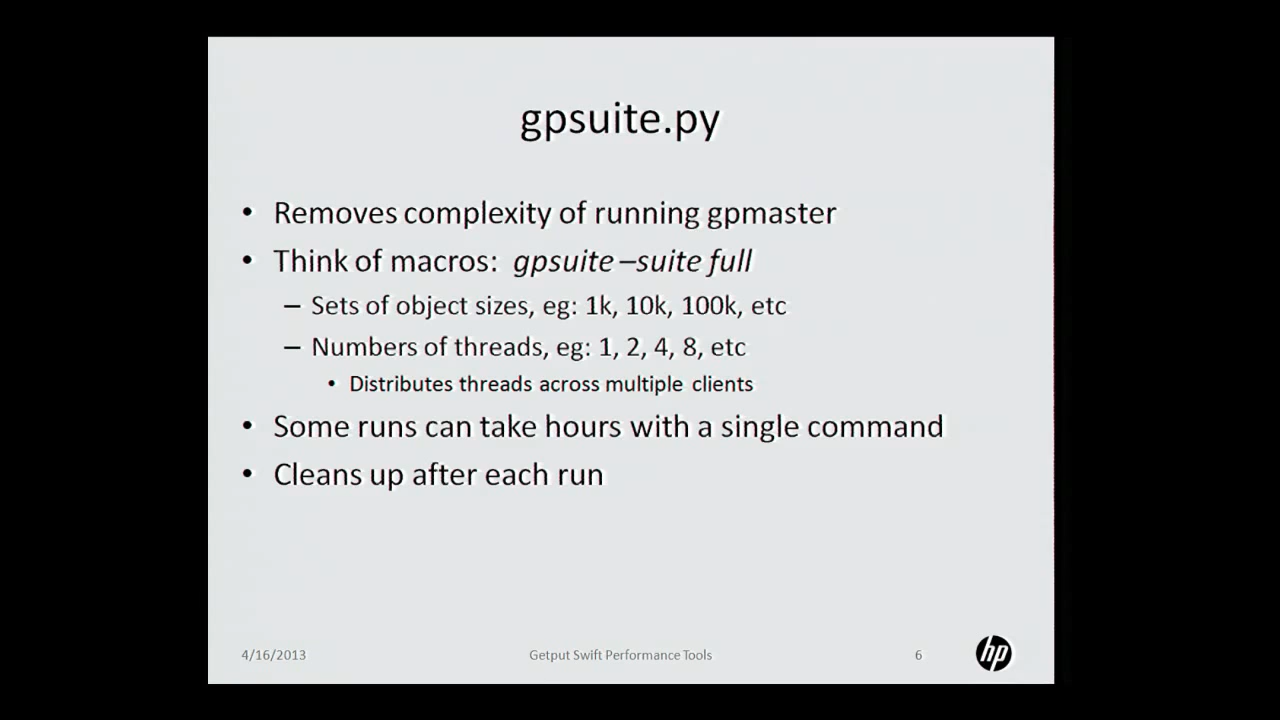 gpsuite.py
• Removes complexity of running gpmaster
• Think of macros: gpsuite –suite full
– Sets of object sizes, eg: 1k, 10k, 100k, etc
– Numbers of threads, eg: 1, 2, 4, 8, etc
• Distributes threads across multiple clients
• Some runs can take hours with a single command
• Cleans up after each run
4/16/2013
Getput Swift Performance Tools
6
hp